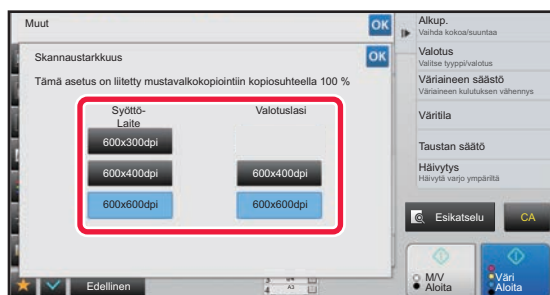 Muut
OK
Skannaustarkkuus
OK
Tämä asetus on liitetty mustavalkokopiointiin kopiosuhteella 100 %
Syöttö-
Laite
Valotuslasi
600x300dpi
600x400dpi
600x400dpi
600x600dpi
600x600dpi
Edellinen
4 A3
Alkup.
Vaihda kokoa/suuntaa
Valotus
Valitse tyyppi/valotus
Väriaineen säästö
Väriaineen kulutuksen vähennys
Väritila
Taustan säätö
Häivytys
Häivytä varjo ympäriltä
Esikatselu
CA
M/V
Aloita
Väri
Aloita